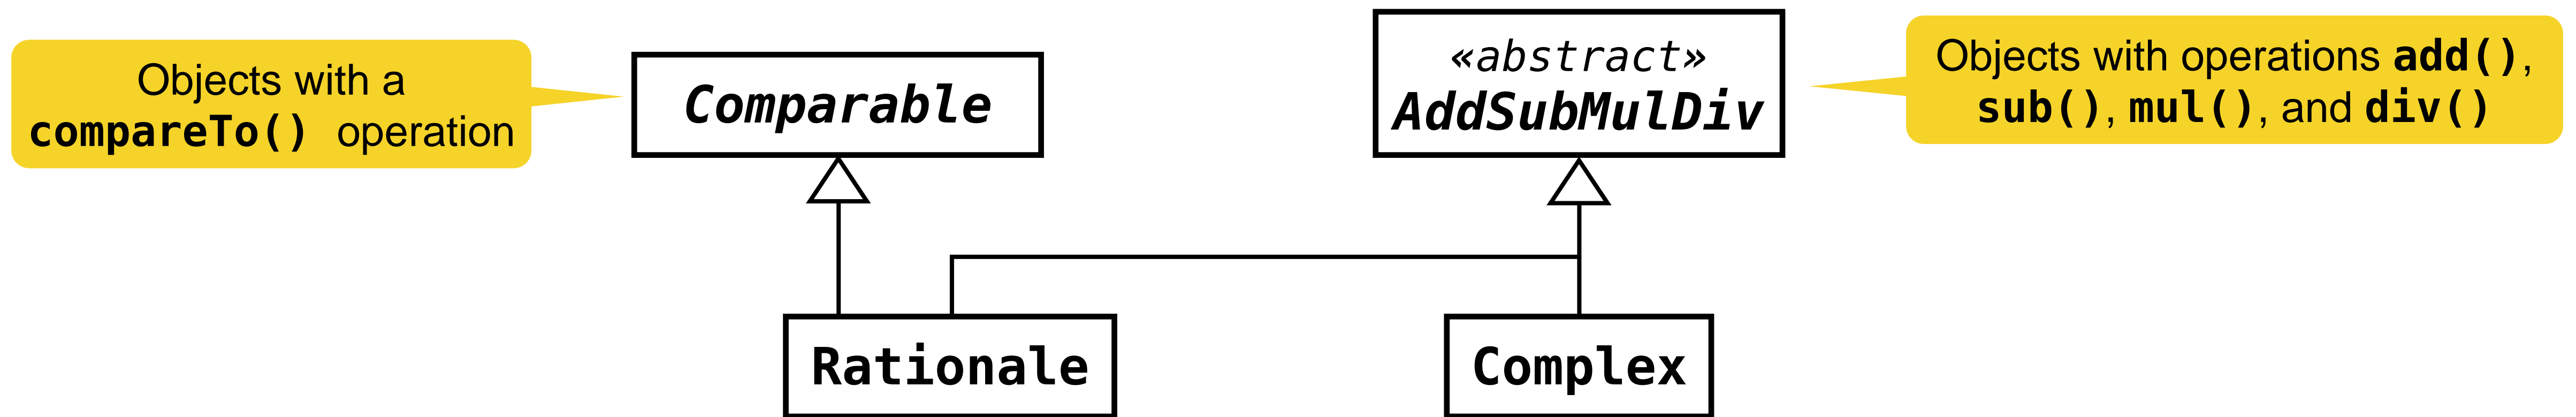 Objects with a
compareTo() operation
Comparable
«abstract»
AddSubMulDiv
Objects with operations add(),
sub(), mul(), and div()
Rationale
Complex